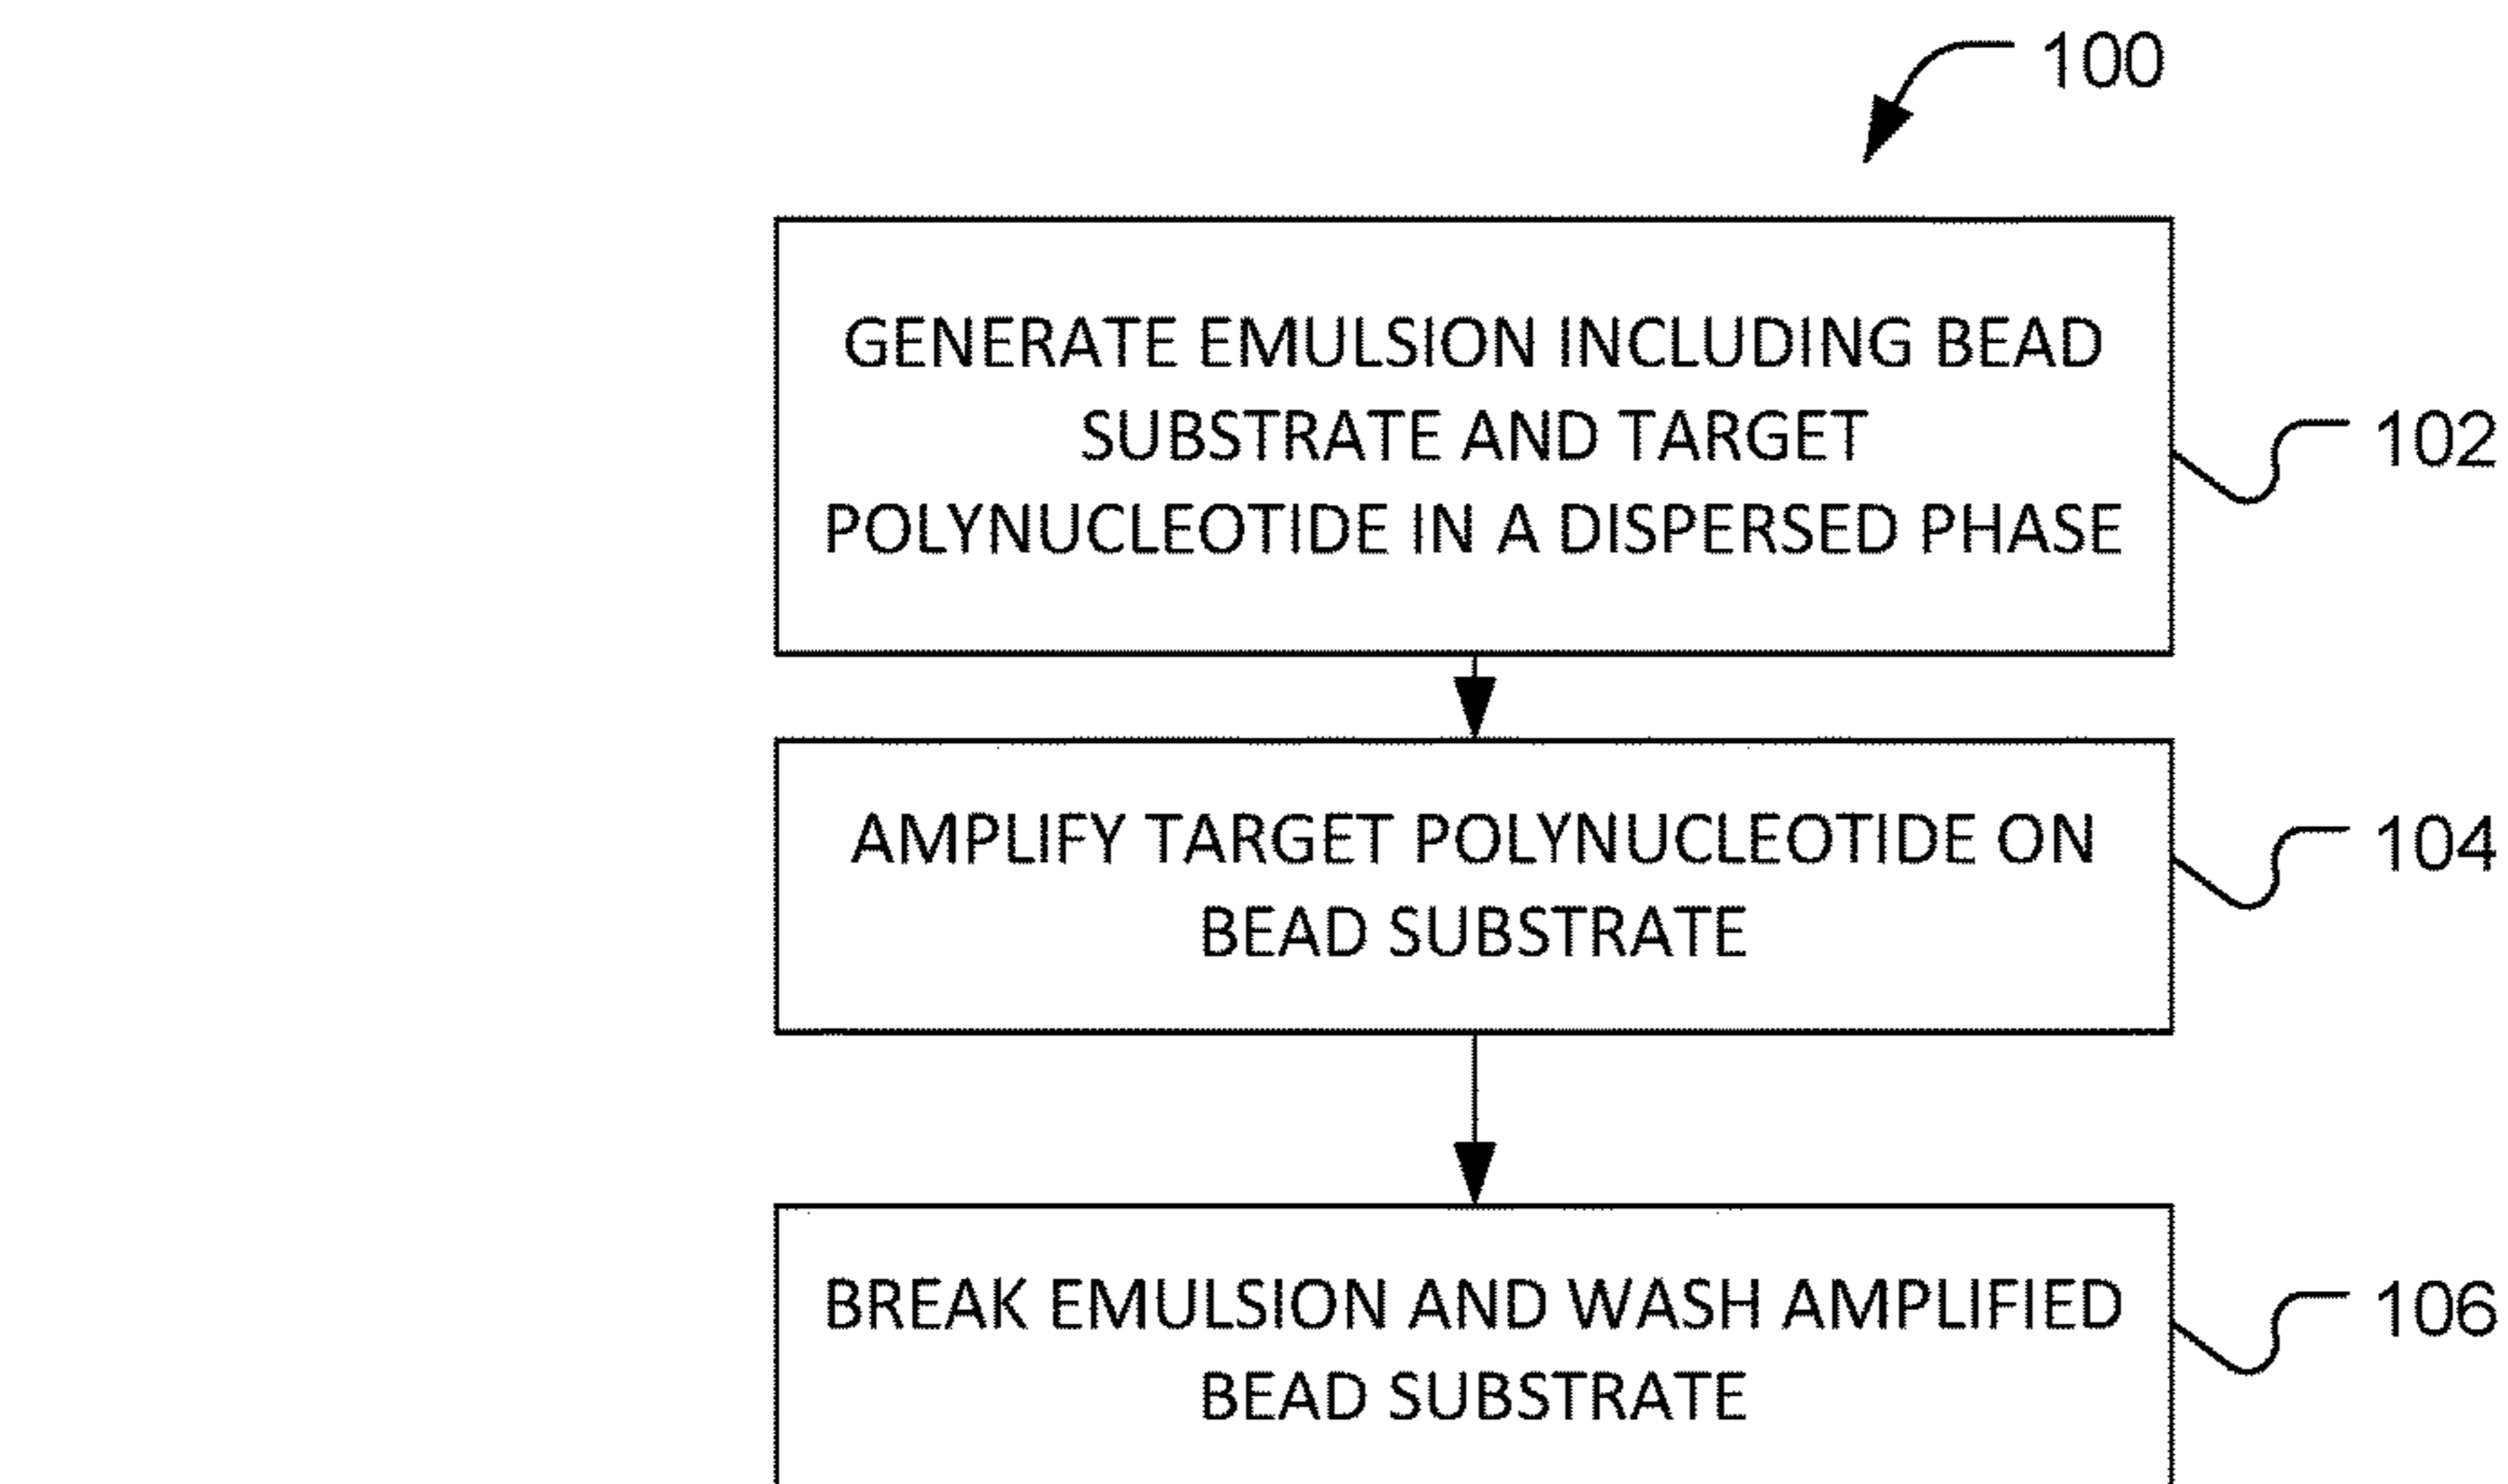 100
GENERATE EMULSION INCLUDING BEAD
SUBSTRATE AND TARGET
POLYNUCLEOTIDE IN A DISPERSED PHASE
102
AMPLIFY TARGET POLYNUCLEOTIDE ON
BEAD SUBSTRATE
104
BREAK EMULSION AND WASH AMPLIFIED
BEAD SUBSTRATE
106